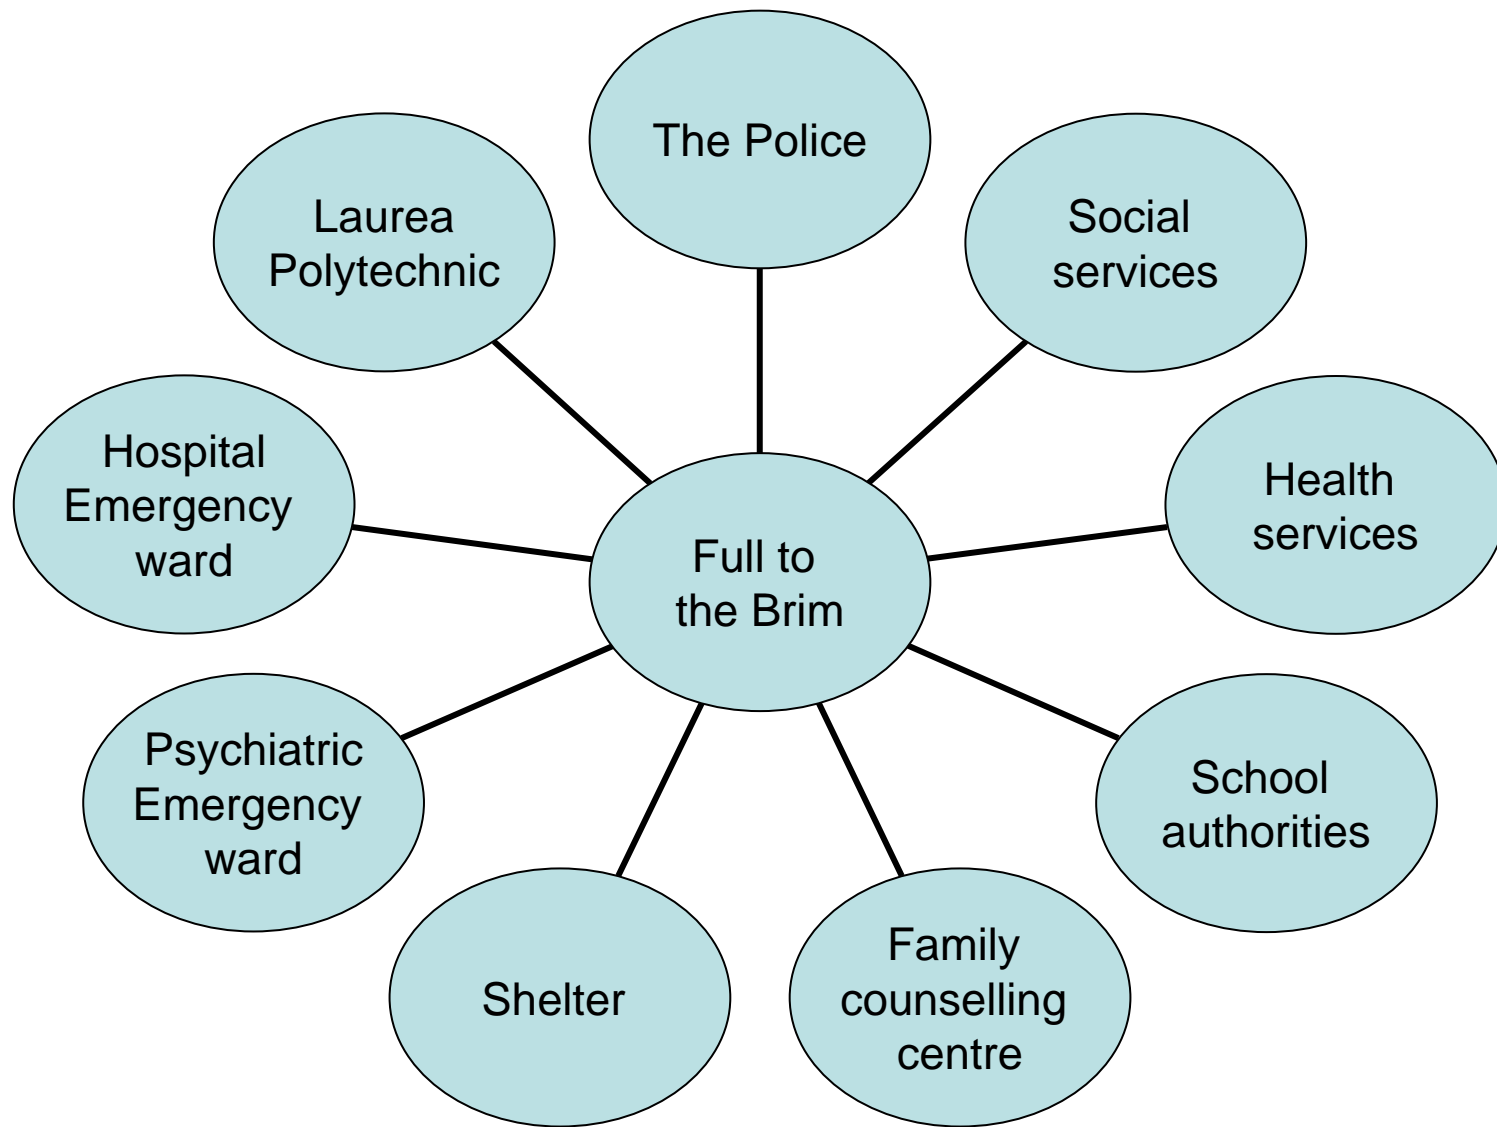 The Police
Laurea
Polytechnic
Social
services
Hospital
Emergency
ward
Health
services
Full to
the Brim
Psychiatric
Emergency
ward
School
authorities
Shelter
Family
counselling
centre